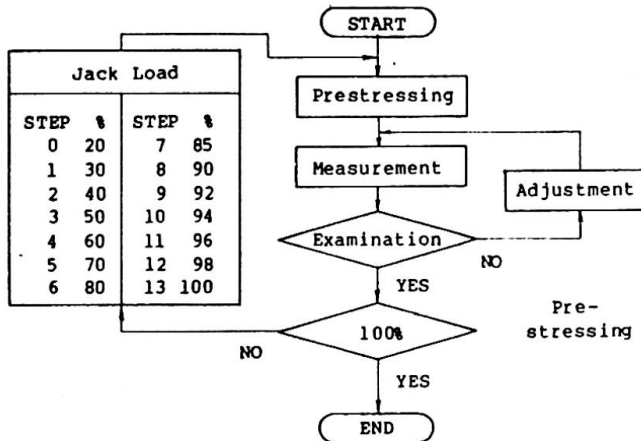 START
Jack Load
STEP % STEP %
0 20 7 85
1 30 8 90
2 40 9 92
3 50 10 94
4 60 11 96
5 70 12 98
6 80 13 100
Prestressing
Measurement
Adjustment
Examination
NO
YES
Pre-
stressing
100%
NO
YES
END